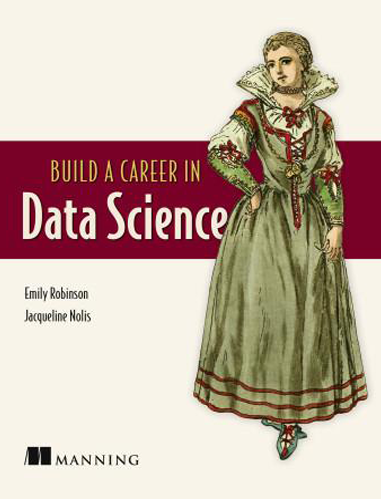 BUILD A CAREER IN
Data Science
Emily Robinson
Jacqueline Nolis
MANNING